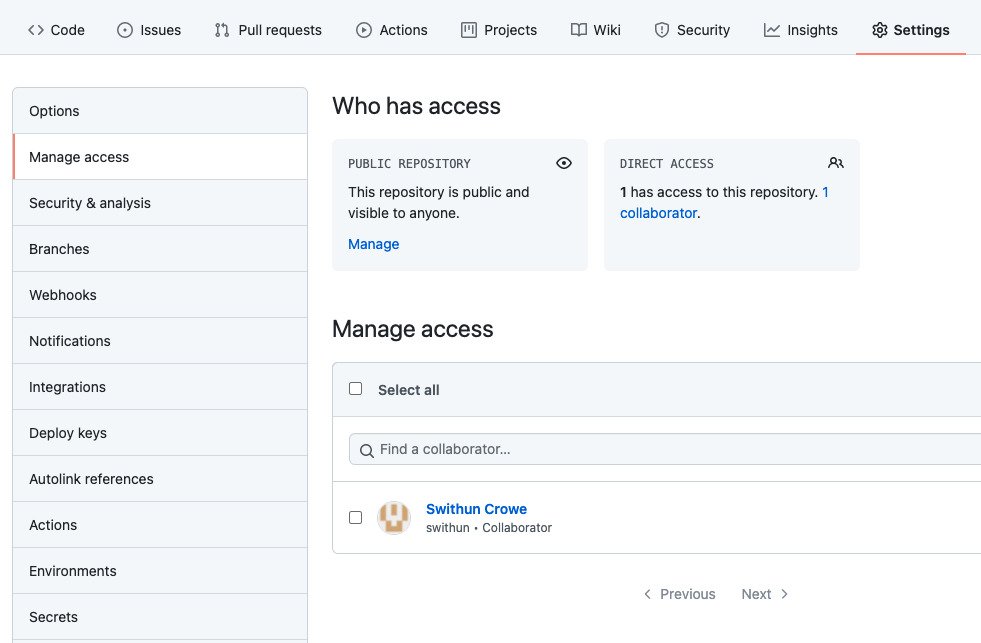 Code Issues Pull requests Actions Projects Wiki Security Insights Settings
Options
Manage access
Security & analysis
Branches
Webhooks
Notifications
Integrations
Deploy keys
Autolink references
Actions
Environments
Secrets
Who has access
PUBLIC REPOSITORY
This repository is public and
visible to anyone.
Manage
DIRECT ACCESS
1 has access to this repository. 1
collaborator.
Manage access
Select all
Find a collaborator...
Swithun Crowe
swithun • Collaborator
Previous Next